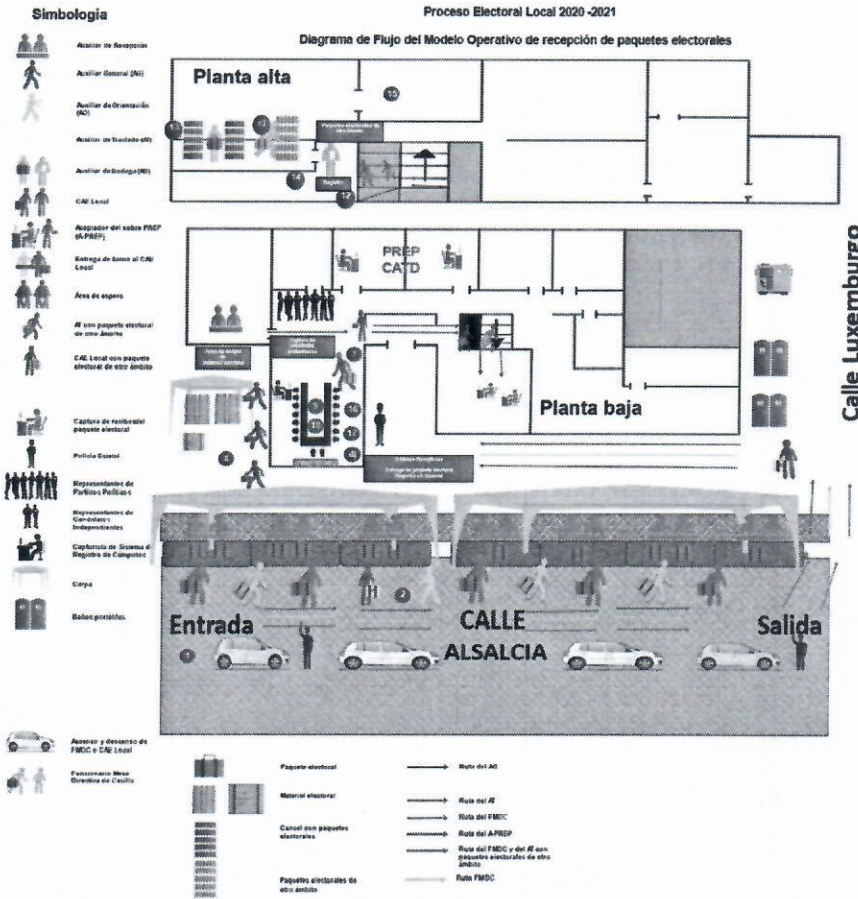 Simbología
Proceso Electoral Local 2020 -2021
Diagrama de Flujo del Modelo Operativo de recepción de paquetes electorales
Auxiliar de Recepción
Auxiliar General (AG)
Auxiliar de Orientación
(AO)
Auxiliar de Traslado (AT)
Auxiliar de Bodega (AB)
CAE Local
Acopiador del sobre PREP
(A-PREP)
Entrega de turno al CAE
Local
Área de espera
AT con paquete electoral
de otro ámbito
CAE Local con paquete
electoral de otro ámbito
Captura de recibo del
paquete electoral
Policía Estatal
Representantes de
Partidos Políticos
Representantes de
Candidatos
Independientes
Capturista de Sistema de
Registro de Cómputos
Carpa
Baños portátiles
Ascenso y descenso de
FMDC o CAE Local
Funcionario Mesa
Directiva de Casilla
Planta alta
15
14
12
PREP
CATD
Planta baja
Calle Luxemburgo
2
Entrada
CALLE
ALSALCIA
Salida
1
Paquete electoral
Material electoral
Cancel con paquetes
electorales
Paquetes electorales de
otro ámbito
Ruta del AO
Ruta del AT
Ruta del FMDC
Ruta del A-PREP
Ruta del FMDC y del AT con
paquetes electorales de otro
ámbito
Ruta FMDC